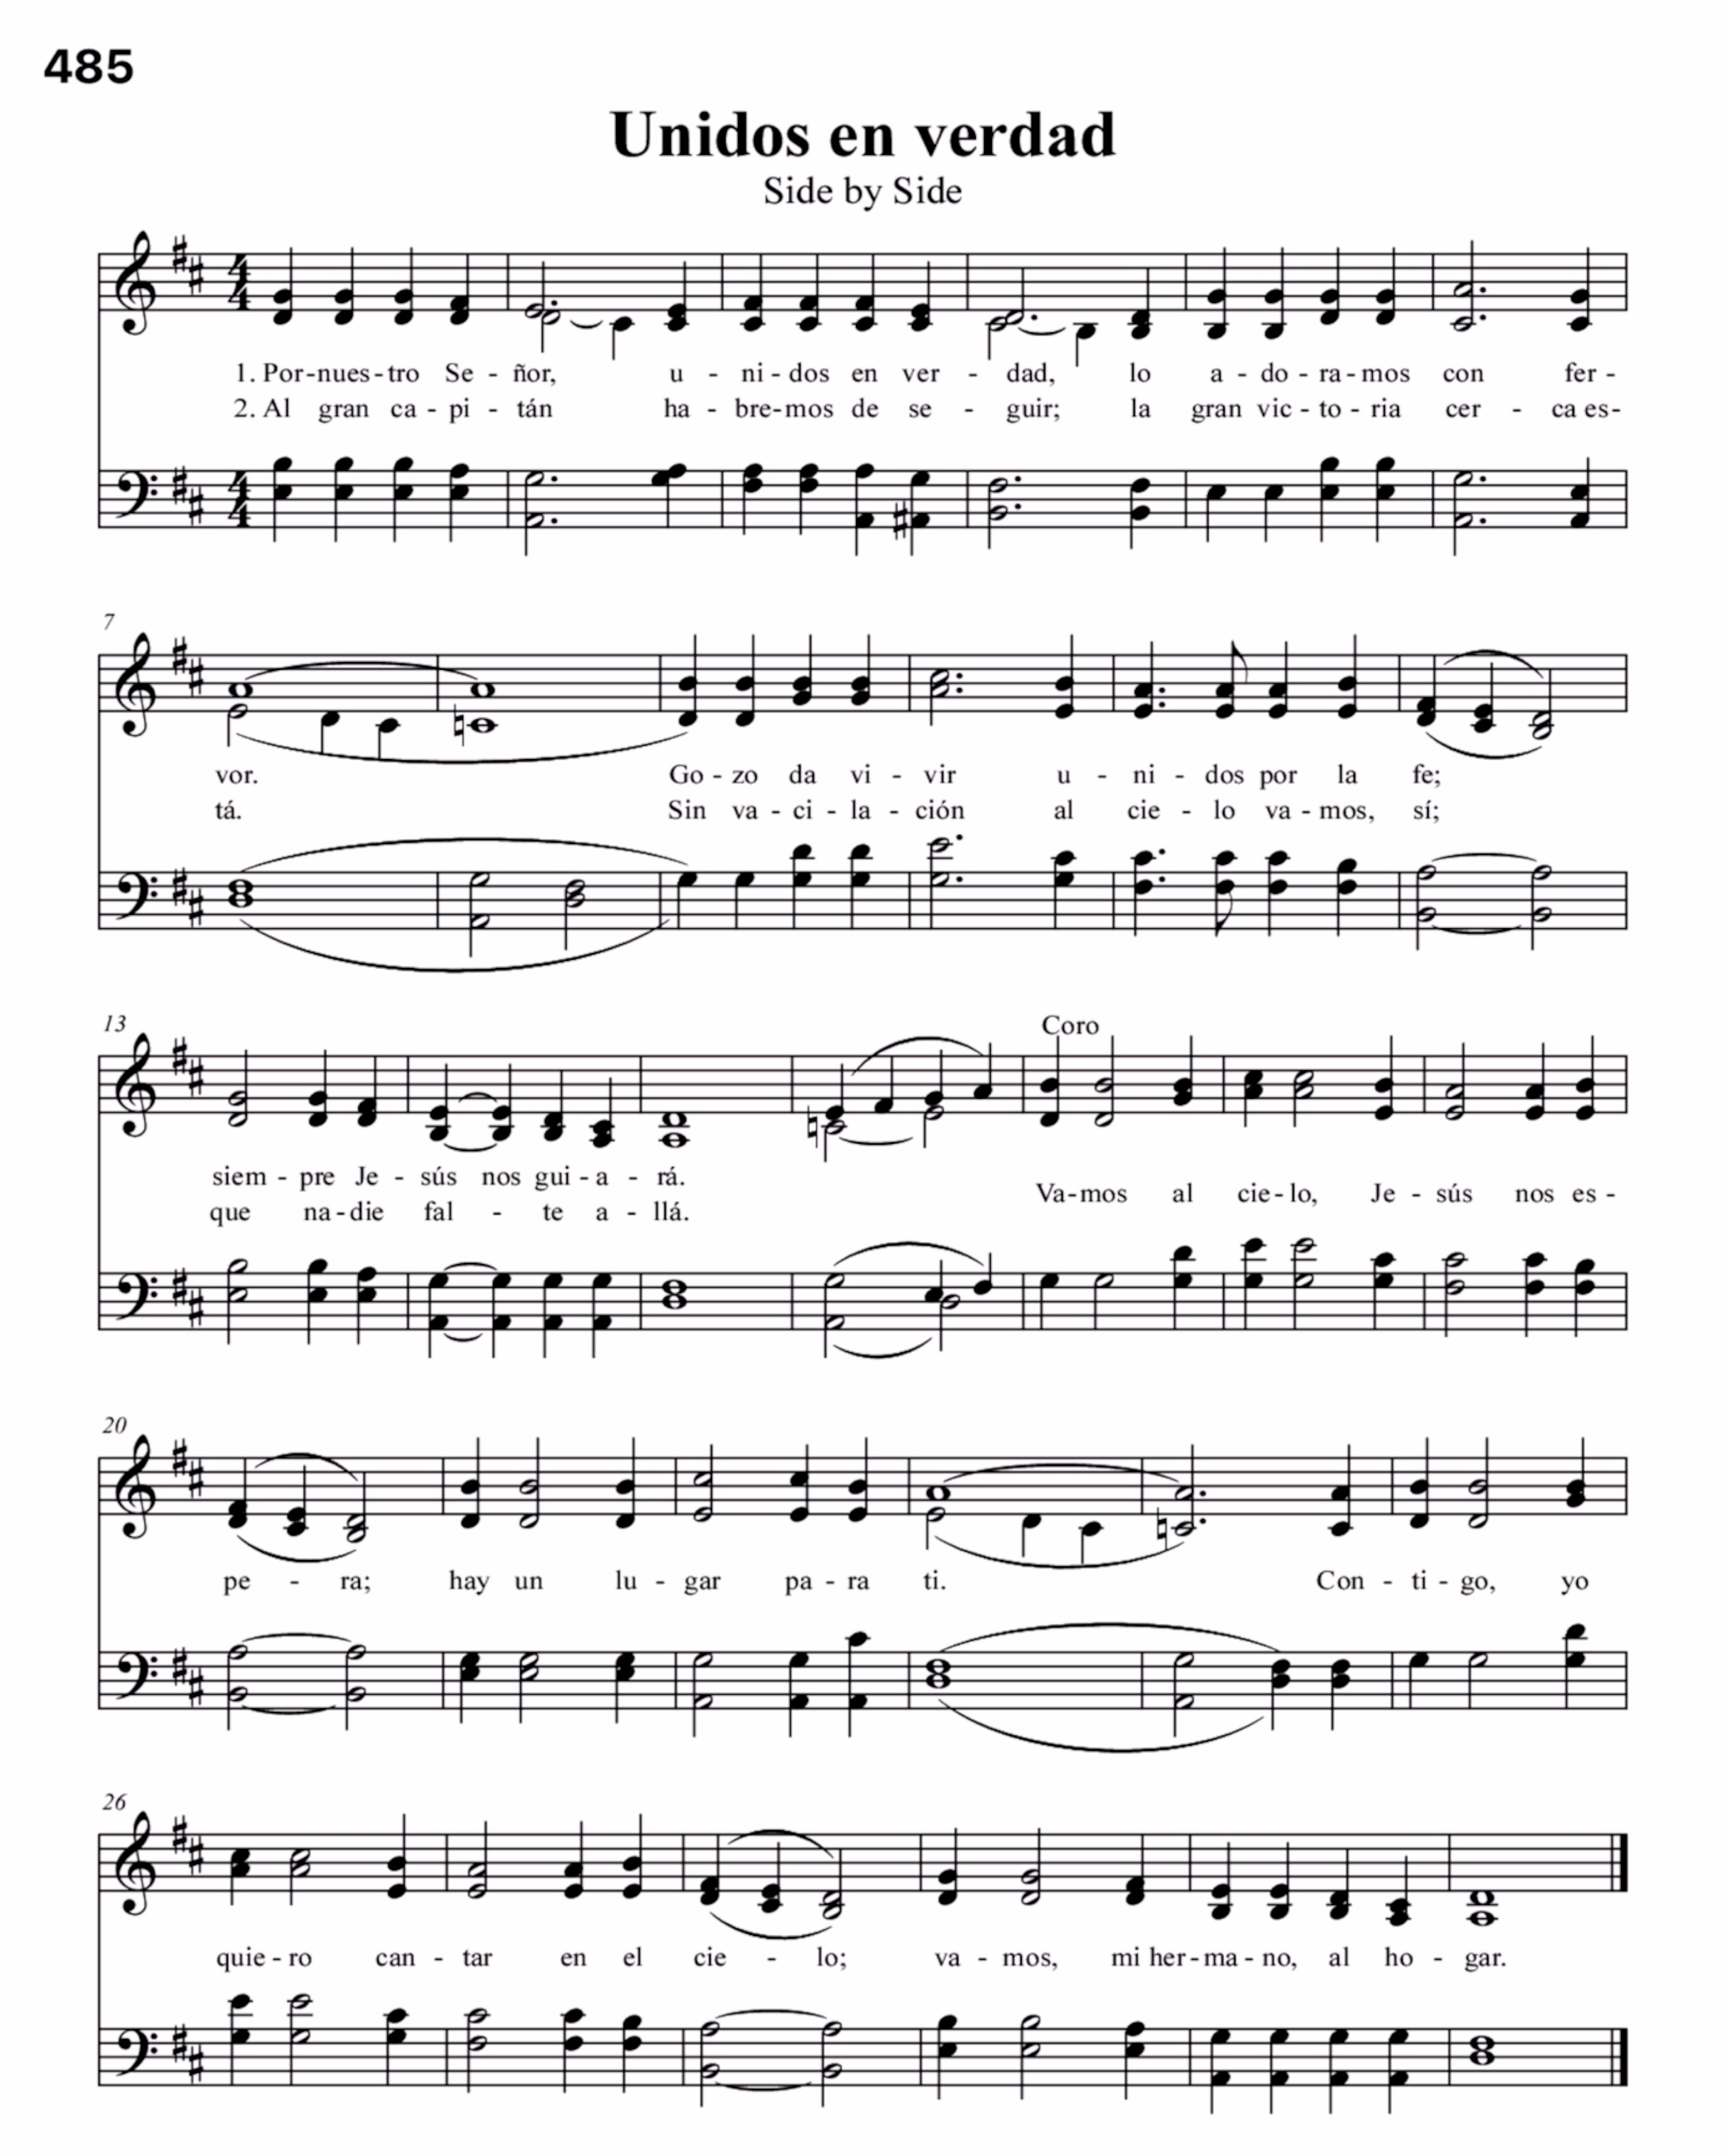 485
Unidos en verdad
Side by Side
1. Por-nues-tro Se - ñor, u - ni - dos en ver - dad, lo a - do - ra - mos con fer -
2. Al gran ca - pi - tán ha - bre-mos de se - guir; la gran vic - to - ria cer - ca es-
7
vor. Go - zo da vi - vir u - ni - dos por la fe;
tá. Sin va - ci - la - ción al cie - lo va - mos, sí;
13
Coro
siem - pre Je - sús nos gui - a - rá.
Va-mos al cie - lo, Je - sús nos es -
que na - die fal - te a - llá.
20
pe - ra; hay un lu - gar pa - ra ti. Con - ti - go, yo
26
quie - ro can - tar en el cie - lo; va - mos, mi her - ma - no, al ho - gar.